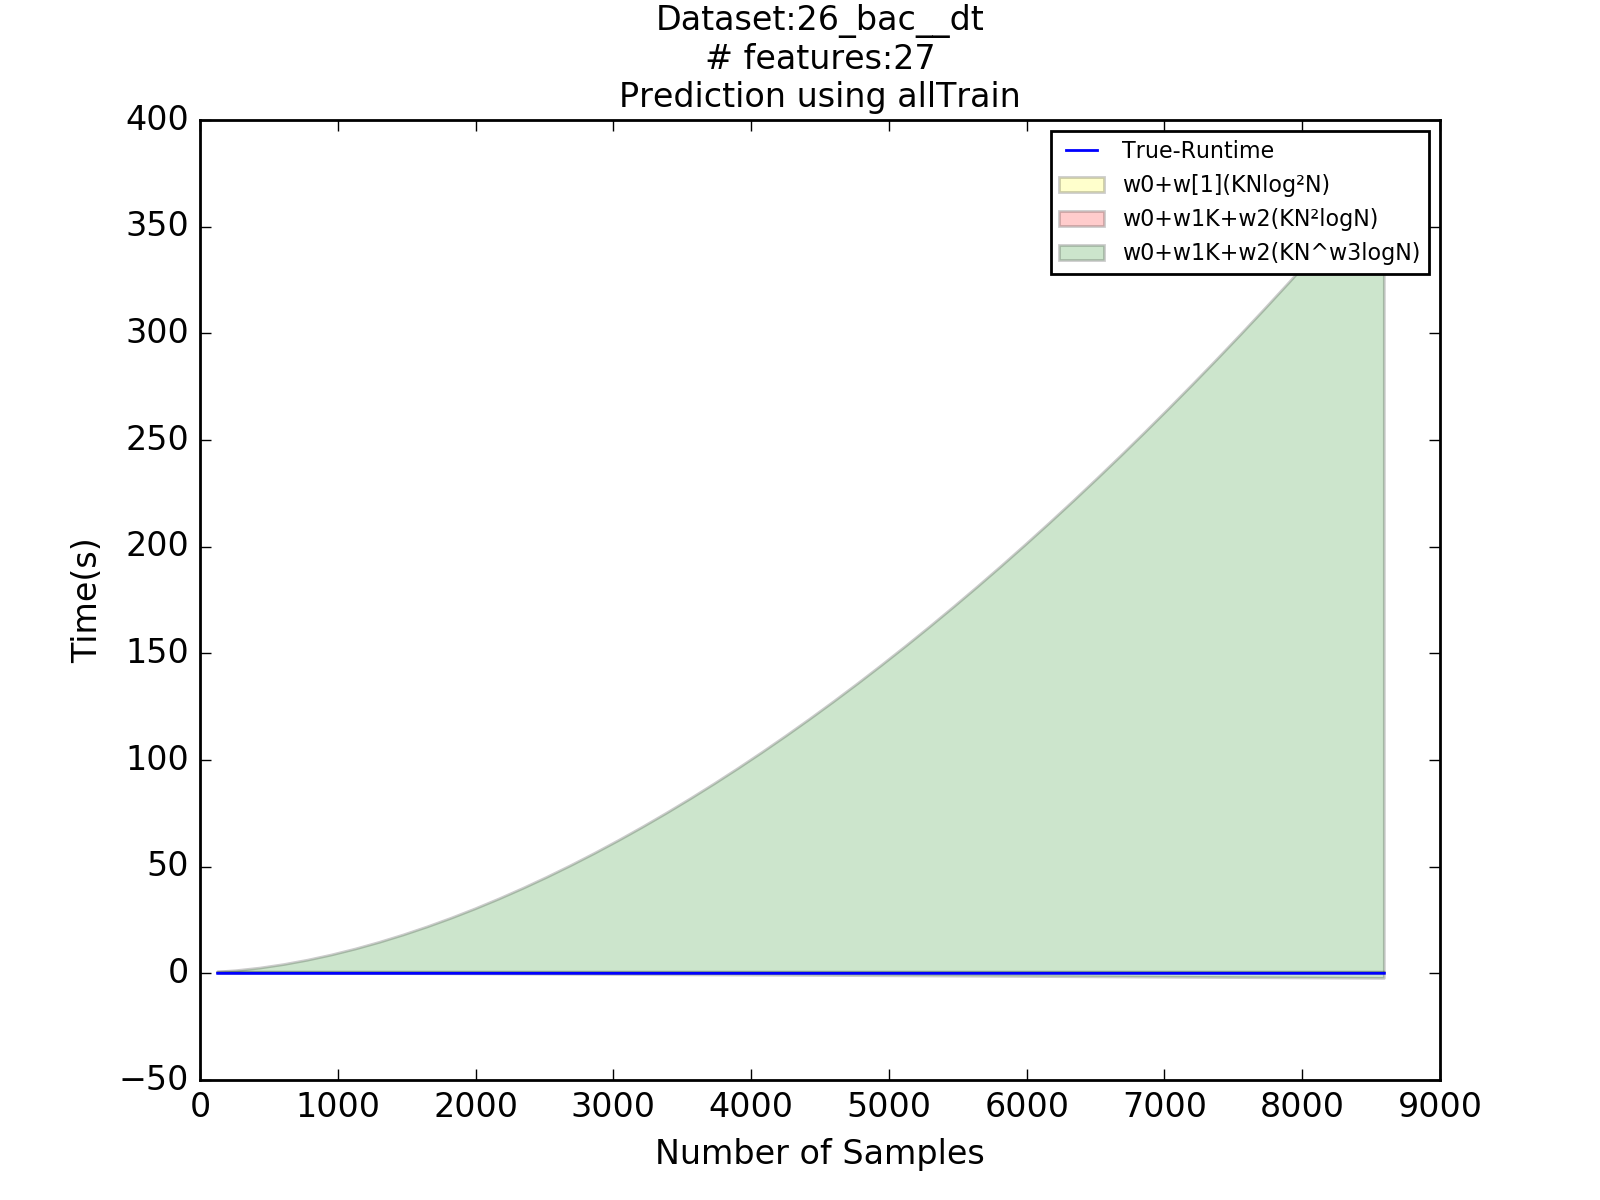 Dataset:26_bac__dt
# features:27
Prediction using allTrain
400
350
300
250
200
150
100
50
0
−50
Time(s)
True-Runtime
w0+w[1](KNlog²N)
w0+w1K+w2(KN²logN)
w0+w1K+w2(KN^w3logN)
0 1000 2000 3000 4000 5000 6000 7000 8000 9000
Number of Samples